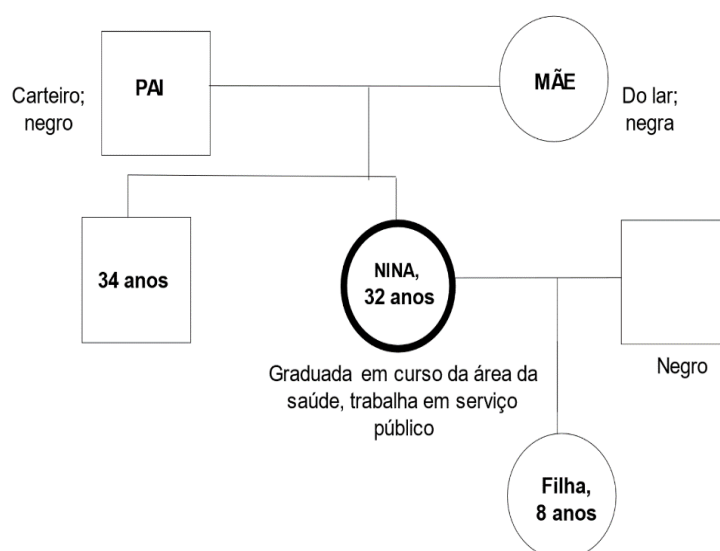 PAI
Carteiro;
negro
MÃE
Do lar;
negra
34 anos
NINA,
32 anos
Graduada em curso da área da
saúde, trabalha em serviço
público
Negro
Filha,
8 anos